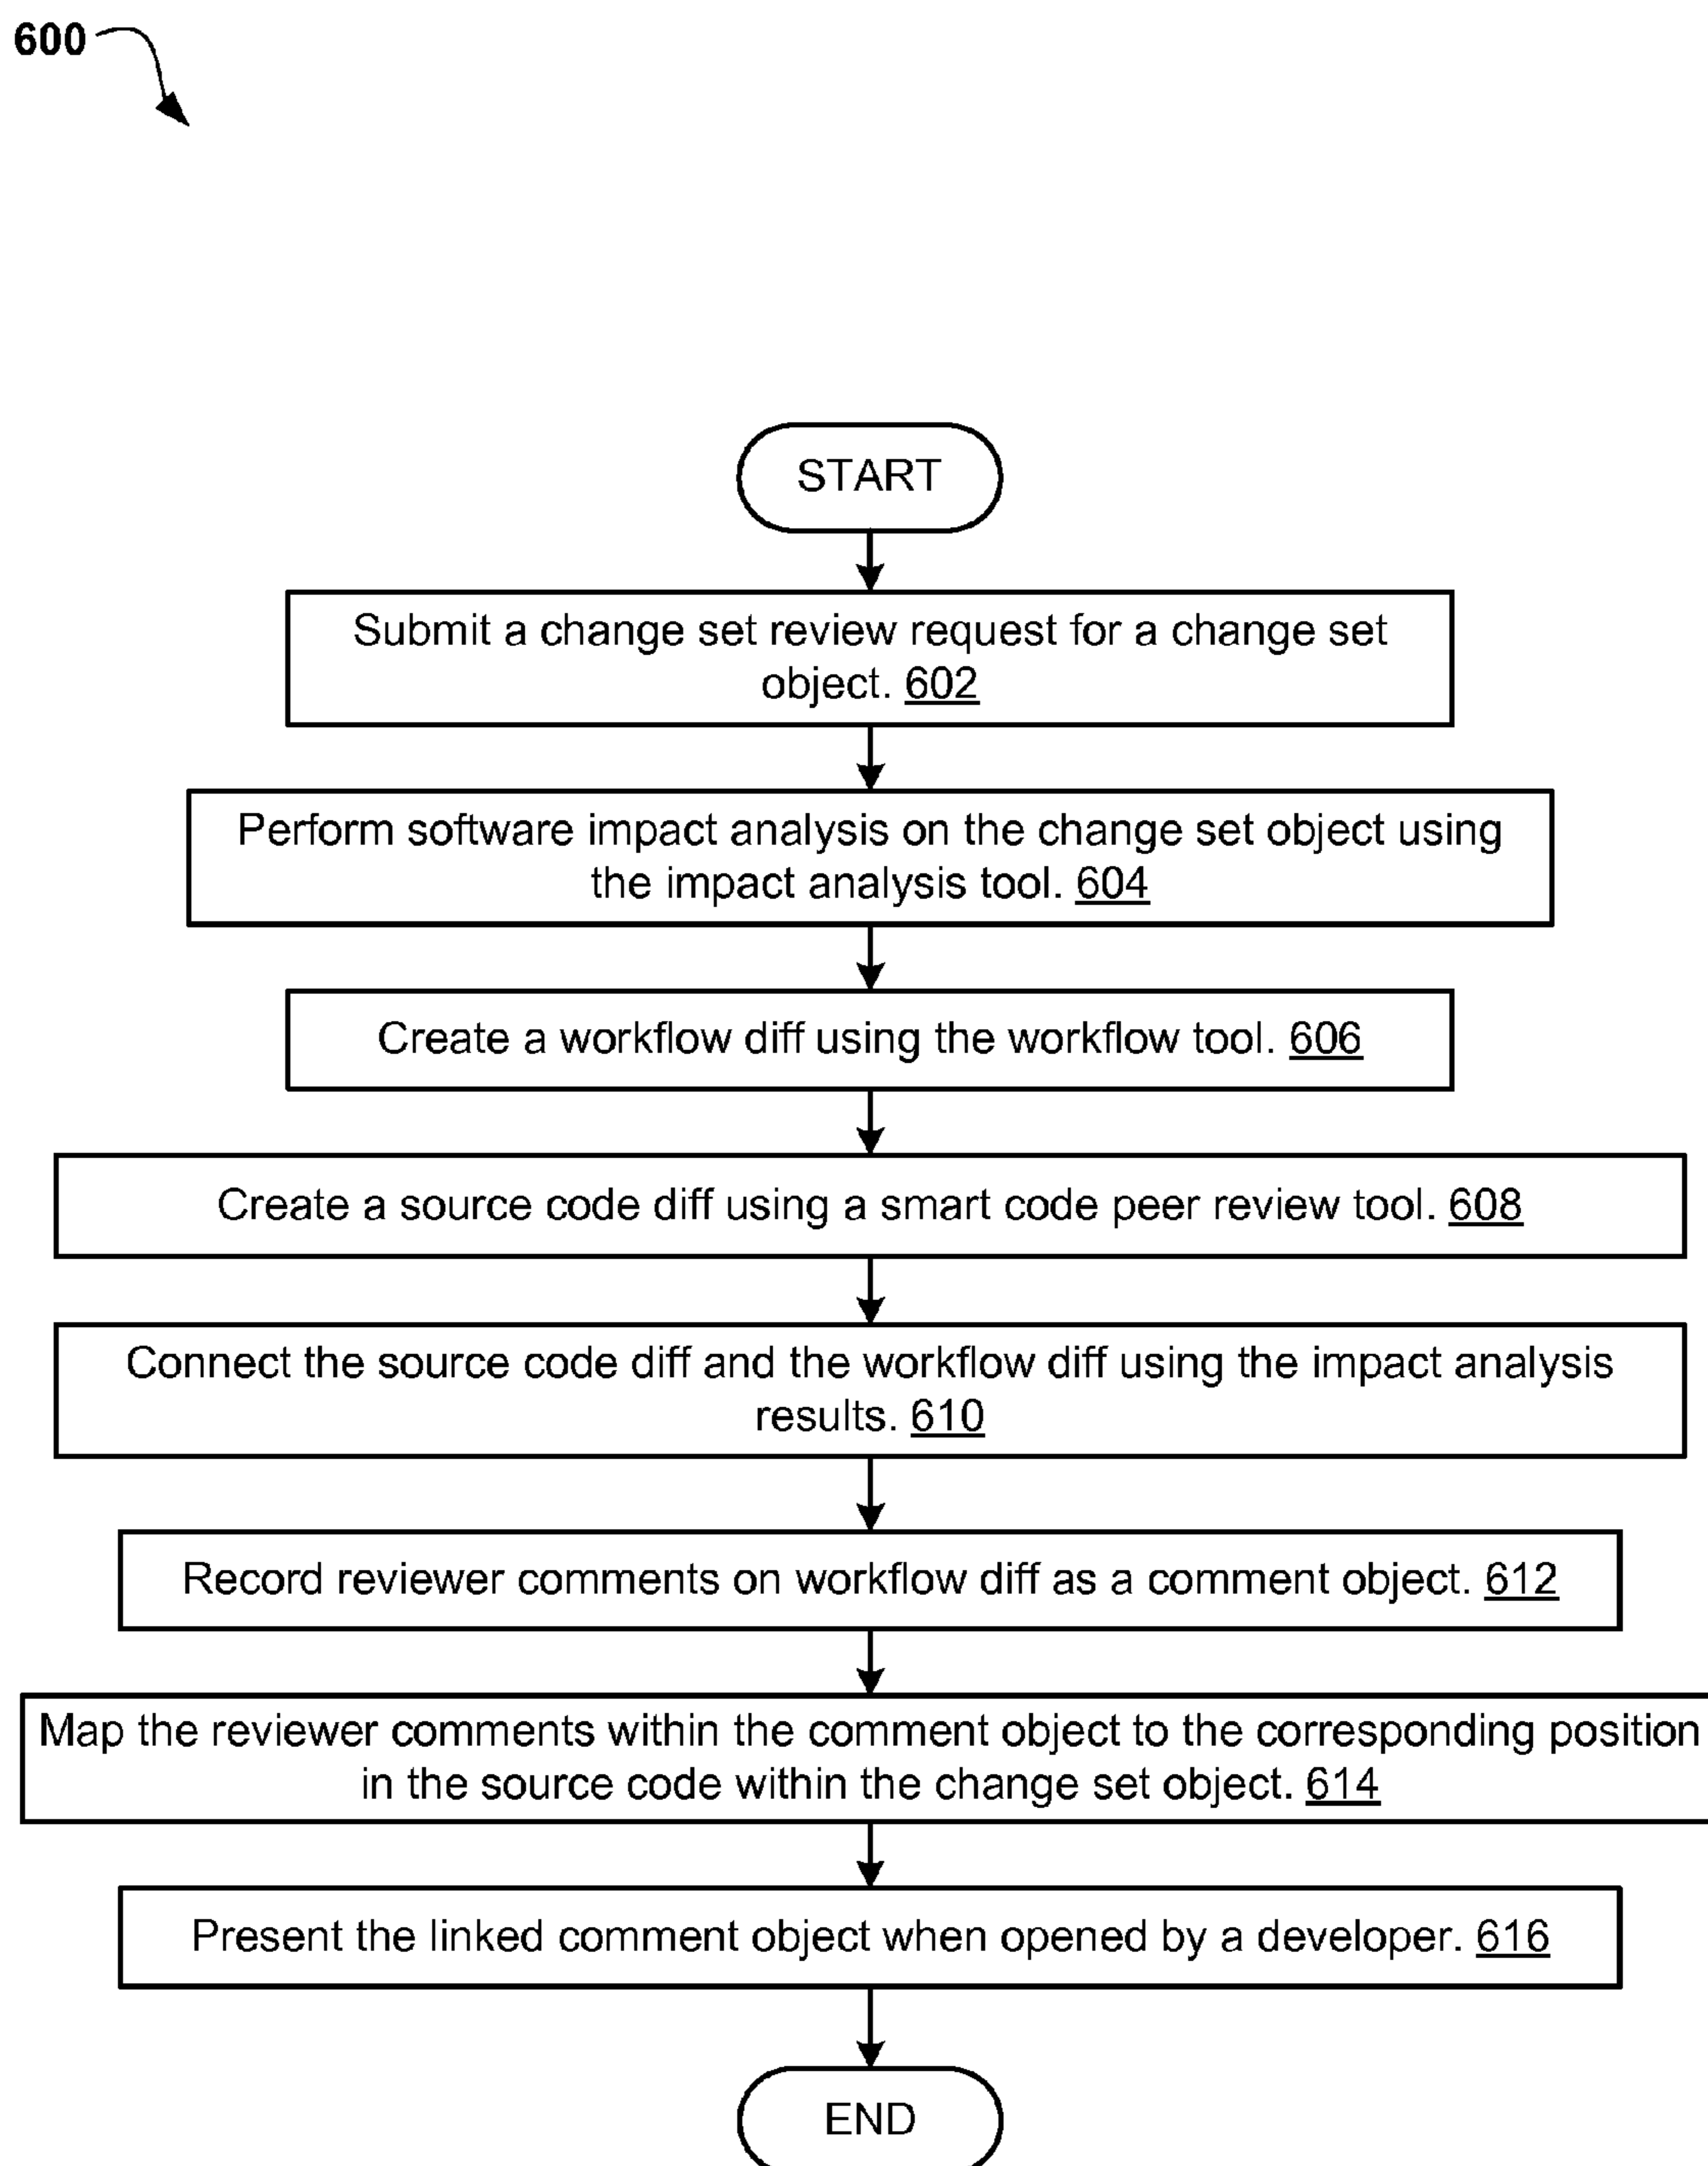 600
START
Submit a change set review request for a change set
object. 602
Perform software impact analysis on the change set object using
the impact analysis tool. 604
Create a workflow diff using the workflow tool. 606
Create a source code diff using a smart code peer review tool. 608
Connect the source code diff and the workflow diff using the impact analysis
results. 610
Record reviewer comments on workflow diff as a comment object. 612
Map the reviewer comments within the comment object to the corresponding position
in the source code within the change set object. 614
Present the linked comment object when opened by a developer. 616
END